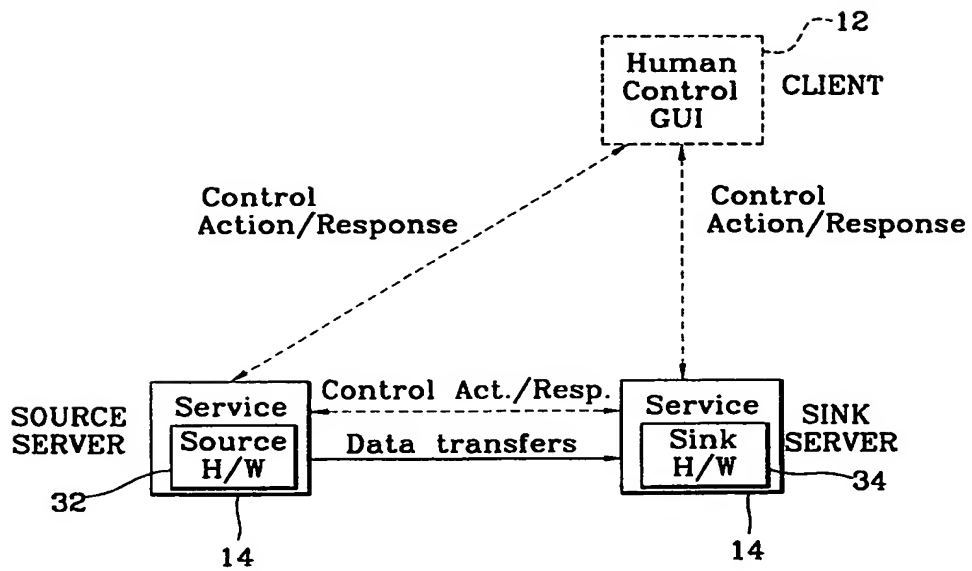 12
Human
Control
GUI
CLIENT
Control
Action/Response
Control
Action/Response
Control Act./Resp.
SOURCE
SERVER
Service
Source
H/W
Data transfers
Service
Sink
H/W
SINK
SERVER
32
34
14
14